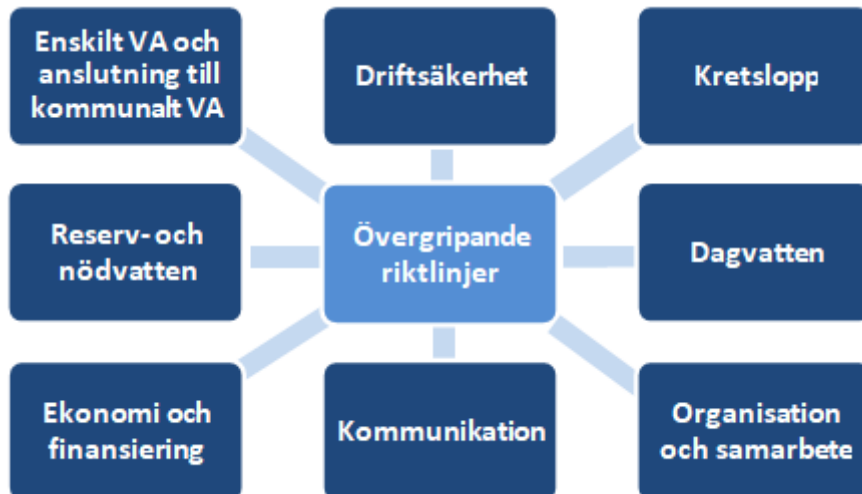 Enskilt VA och
anslutning till
kommunalt VA
Driftsäkerhet
Kretslopp
Reserv- och
nödvatten
Övergripande
riktlinjer
Dagvatten
Ekonomi och
finansiering
Kommunikation
Organisation
och samarbete